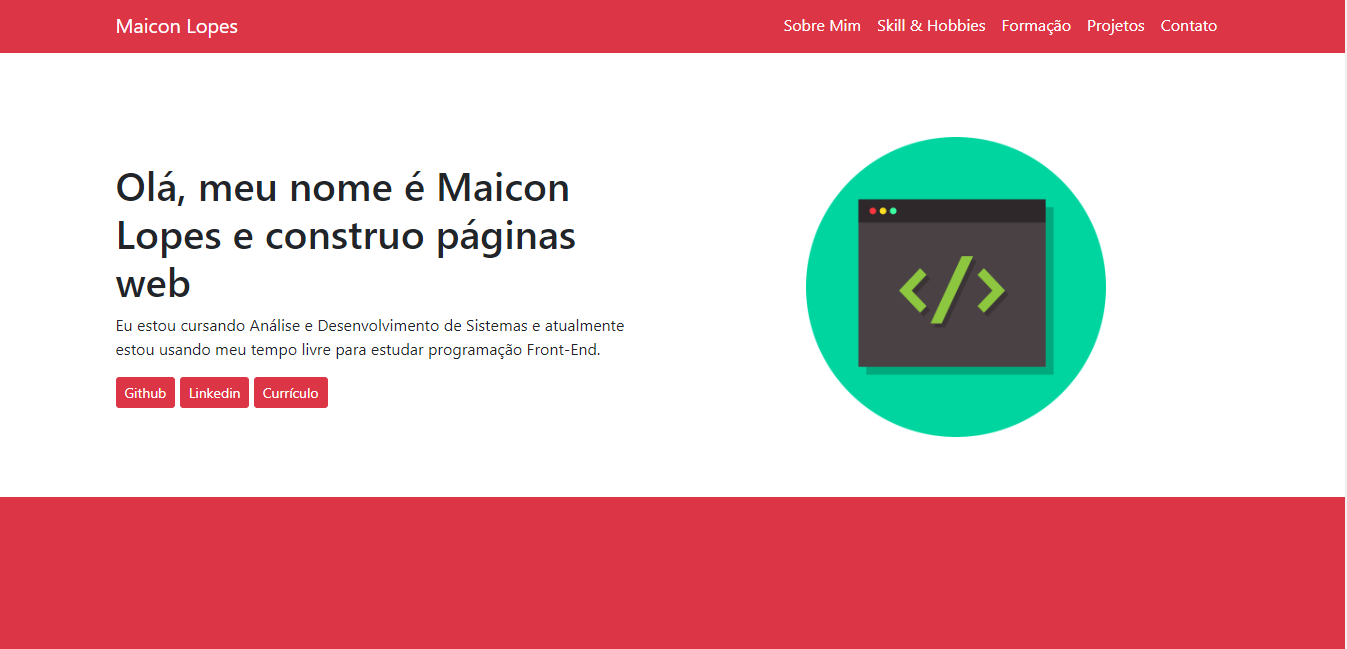 Maicon Lopes
Sobre Mim Skill & Hobbies Formação Projetos Contato
Olá, meu nome é Maicon
Lopes e construo páginas
web
Eu estou cursando Análise e Desenvolvimento de Sistemas e atualmente
estou usando meu tempo livre para estudar programação Front-End.
Github Linkedin Currículo
</>